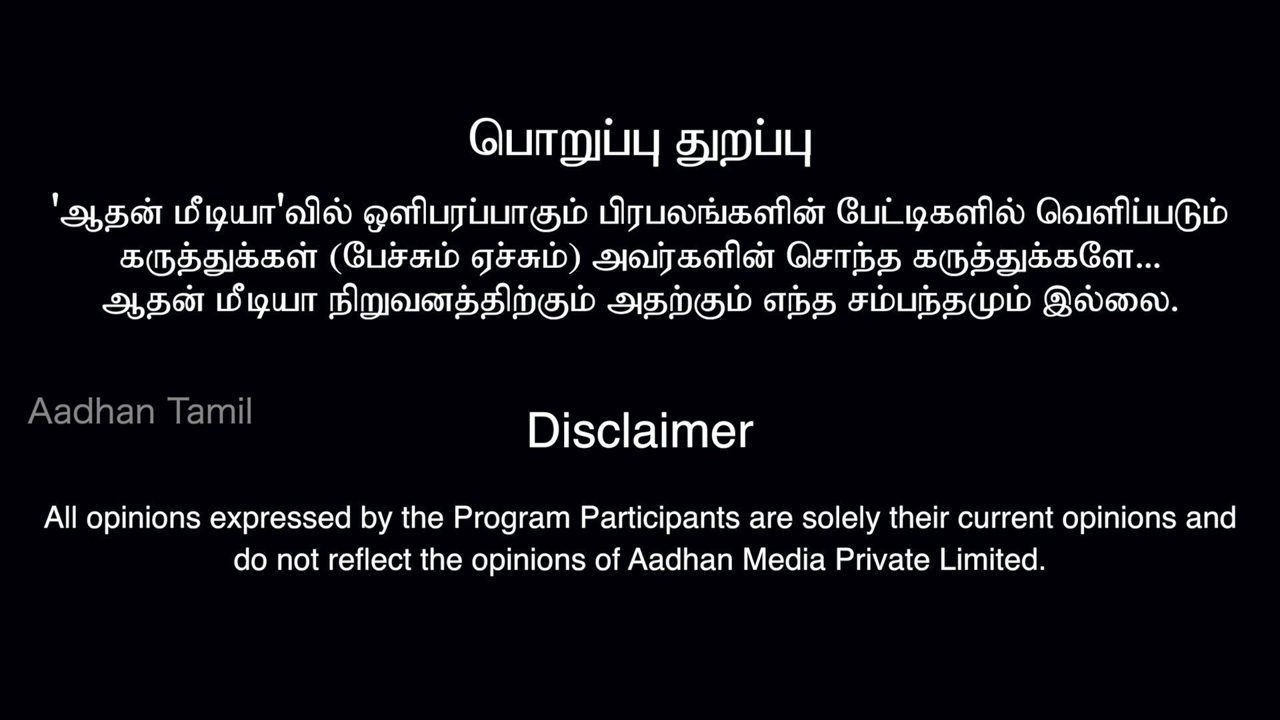 பொறுப்பு துறப்பு
'ஆதன் மீடியா'வில் ஒளிபரப்பாகும் பிரபலங்களின் பேட்டிகளில் வெளிப்படும்
கருத்துக்கள் (பேச்சும் ஏச்சும்) அவர்களின் சொந்த கருத்துக்களே...
ஆதன் மீடியா நிறுவனத்திற்கும் அதற்கும் எந்த சம்பந்தமும் இல்லை.
Aadhan Tamil
Disclaimer
All opinions expressed by the Program Participants are solely their current opinions and
do not reflect the opinions of Aadhan Media Private Limited.